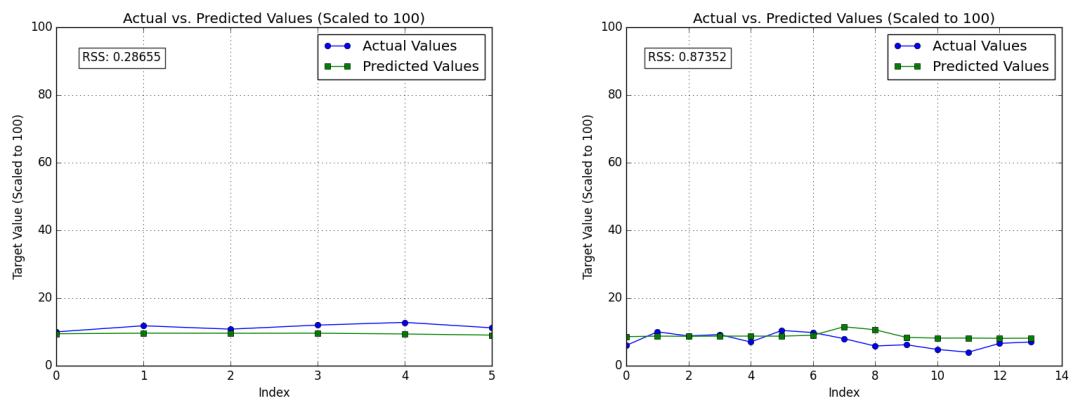 Actual vs. Predicted Values (Scaled to 100)
RSS: 0.28655
Actual Values
Predicted Values
100
80
60
40
20
0
Target Value (Scaled to 100)
0 1 2 3 4 5
Index
Actual vs. Predicted Values (Scaled to 100)
RSS: 0.87352
Actual Values
Predicted Values
100
80
60
40
20
0
Target Value (Scaled to 100)
0 2 4 6 8 10 12 14
Index